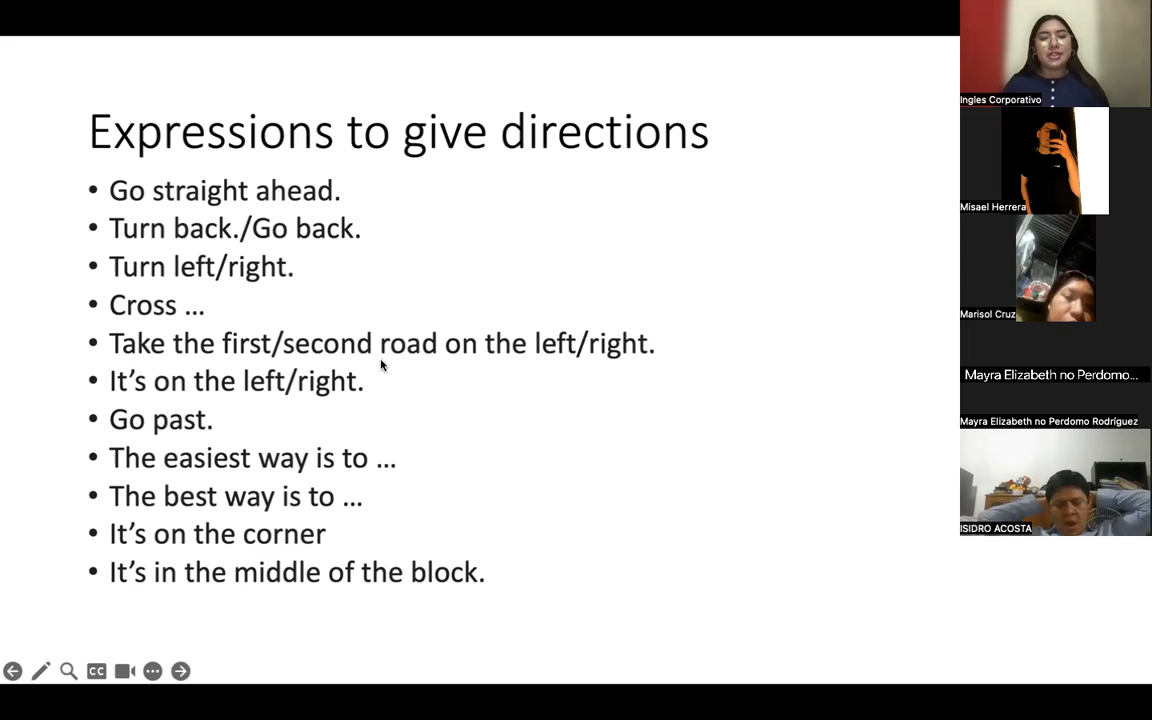 Expressions to give directions
• Go straight ahead.
• Turn back./Go back.
• Turn left/right.
• Cross ...
• Take the first/second road on the left/right.
• It's on the left/right.
• Go past.
• The easiest way is to ...
• The best way is to ...
• It's on the corner
• It's in the middle of the block.
CC
Ingles Corporativo
Misael Herrera
Marisol Cruz
Mayra Elizabeth no Perdomo...
Mayra Elizabeth no Perdomo Rodríguez
ISIDRO ACOSTA